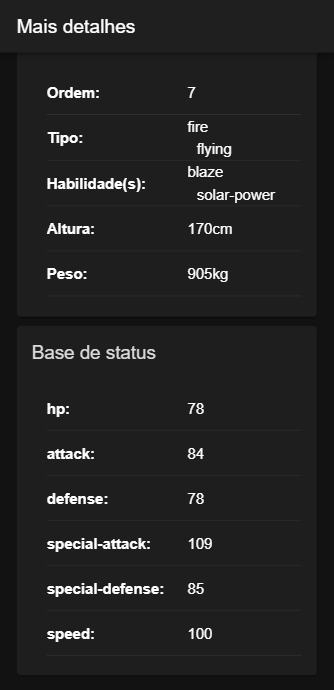 Mais detalhes
Ordem: 7
Tipo: fire
flying
Habilidade(s): blaze
solar-power
Altura: 170cm
Peso: 905kg
Base de status
hp: 78
attack: 84
defense: 78
special-attack: 109
special-defense: 85
speed: 100